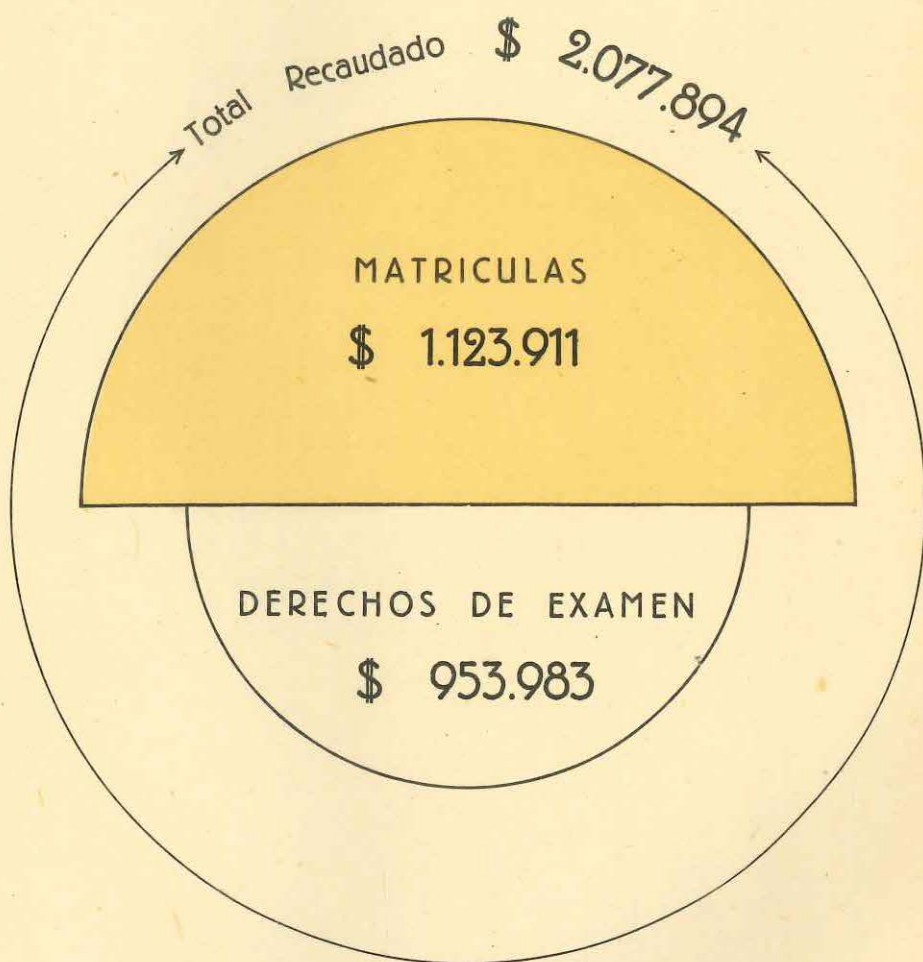 Total Recaudado $ 2.077.894
MATRICULAS
$ 1.123.911
DERECHOS DE EXAMEN
$ 953.983